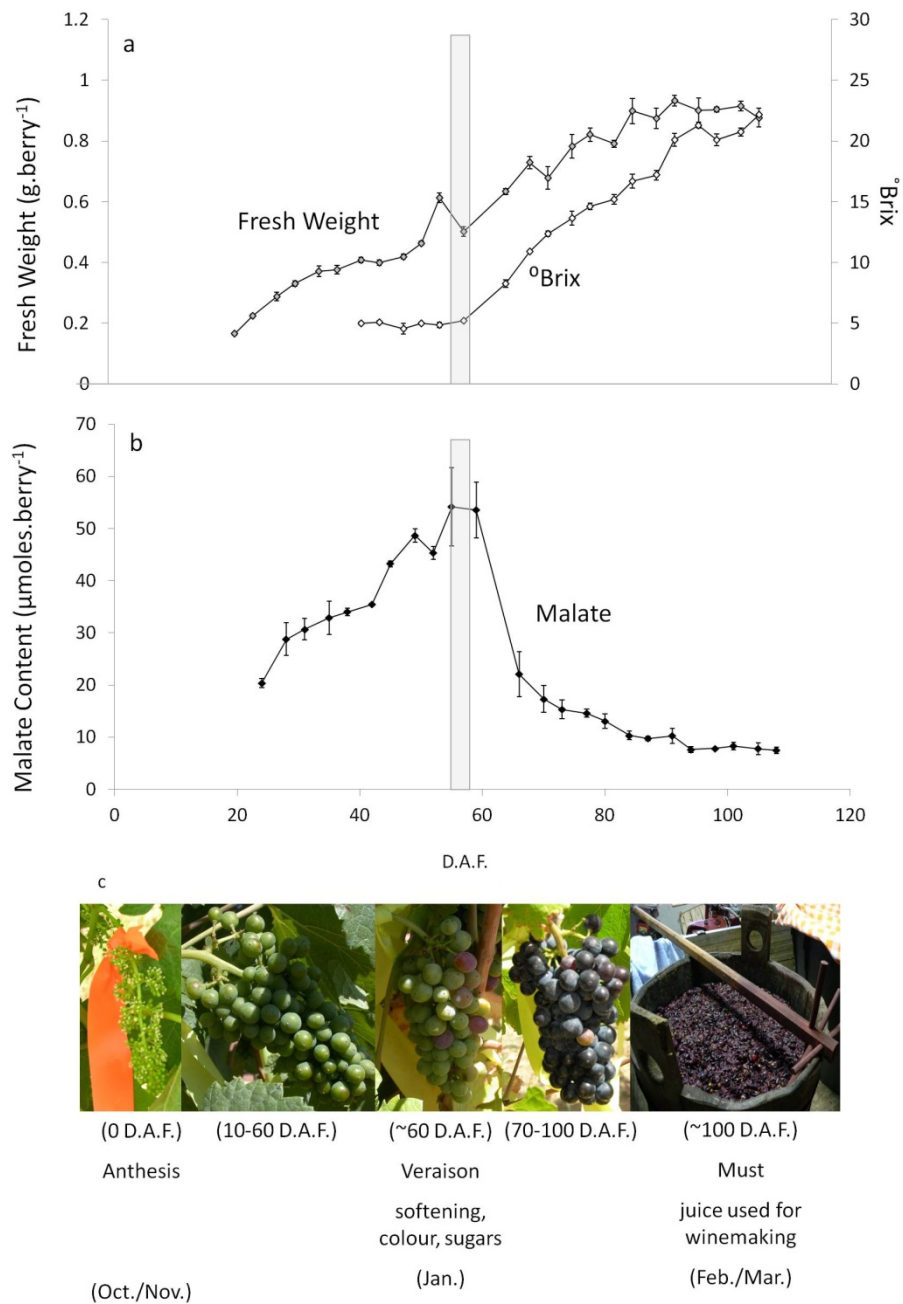 a
Fresh Weight (g.berry-1)
1.2
1
0.8
0.6
0.4
0.2
0
30
25
20
15
10
5
0
°Brix
Fresh Weight
⁰Brix
b
Malate Content (µmoles.berry-1)
70
60
50
40
30
20
10
0
Malate
0 20 40 60 80 100 120
D.A.F.
c
(0 D.A.F.) (10-60 D.A.F.) (~60 D.A.F.) (70-100 D.A.F.) (~100 D.A.F.)
Anthesis Veraison Must
softening, juice used for
colour, sugars winemaking
(Oct./Nov.) (Jan.) (Feb./Mar.)